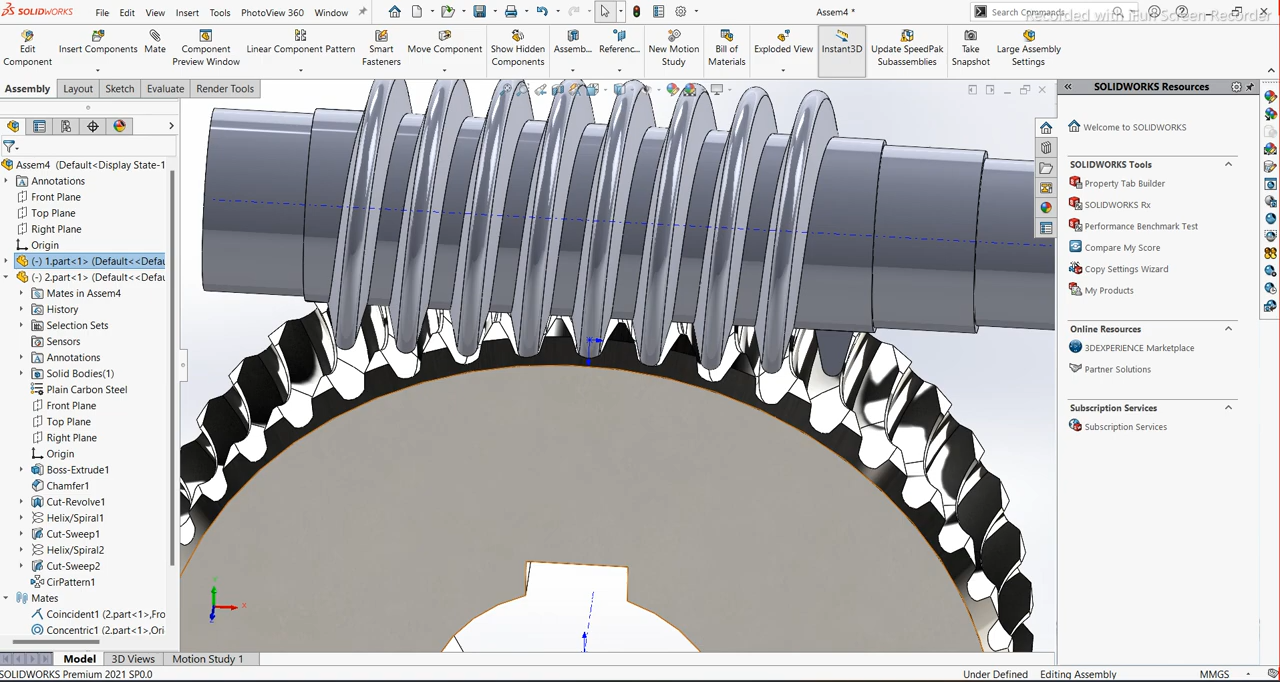 SOLIDWORKS File Edit View Insert Tools PhotoView 360 Window Assem4 * Search Commands
Recorded with iFun Screen Recorder
Edit Component
Insert Components
Mate
Component Preview Window
Linear Component Pattern
Smart Fasteners
Move Component
Show Hidden Components
Assemb...
Referenc...
New Motion Study
Bill of Materials
Exploded View
Instant3D
Update SpeedPak Subassemblies
Take Snapshot
Large Assembly Settings
Assembly Layout Sketch Evaluate Render Tools
Assem4 (Default<Display State-1
Annotations
Front Plane
Top Plane
Right Plane
Origin
(-) 1.part<1> (Default<<Defau
(-) 2.part<1> (Default<<Defau
Mates in Assem4
History
Selection Sets
Sensors
Annotations
Solid Bodies(1)
Plain Carbon Steel
Front Plane
Top Plane
Right Plane
Origin
Boss-Extrude1
Chamfer1
Cut-Revolve1
Helix/Spiral1
Cut-Sweep1
Helix/Spiral2
Cut-Sweep2
CirPattern1
Mates
Coincident1 (2.part<1>,Fro
Concentric1 (2.part<1>,Ori
X
SOLIDWORKS Resources
Welcome to SOLIDWORKS
SOLIDWORKS Tools
Property Tab Builder
SOLIDWORKS Rx
Performance Benchmark Test
Compare My Score
Copy Settings Wizard
My Products
Online Resources
3DEXPERIENCE Marketplace
Partner Solutions
Subscription Services
Subscription Services
Model 3D Views Motion Study 1
SOLIDWORKS Premium 2021 SP0.0 Under Defined Editing Assembly MMGS